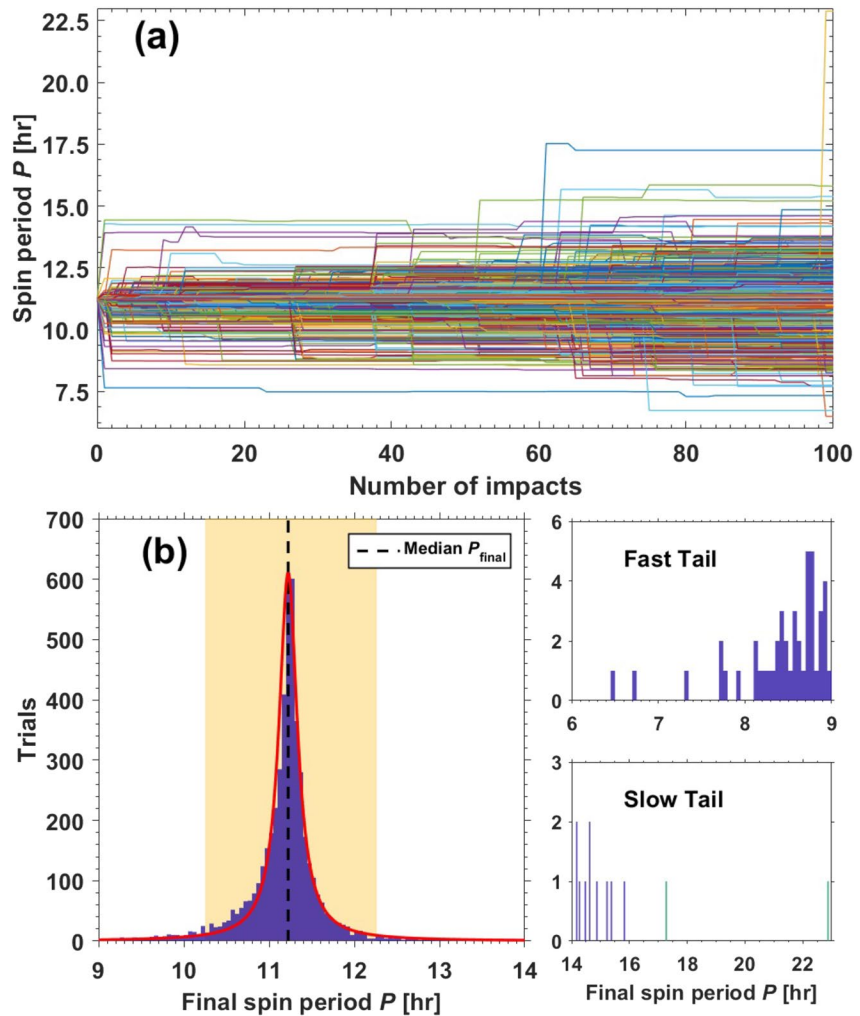 (a)
22.5
20.0
17.5
15.0
12.5
10.0
7.5
Spin period P [hr]
0 20 40 60 80 100
Number of impacts
(b)
Median Pfinal
700
600
500
400
300
200
100
0
Trials
9 10 11 12 13 14
Final spin period P [hr]
Fast Tail
6
4
2
0
6 7 8 9
Slow Tail
3
2
1
0
14 16 18 20 22
Final spin period P [hr]